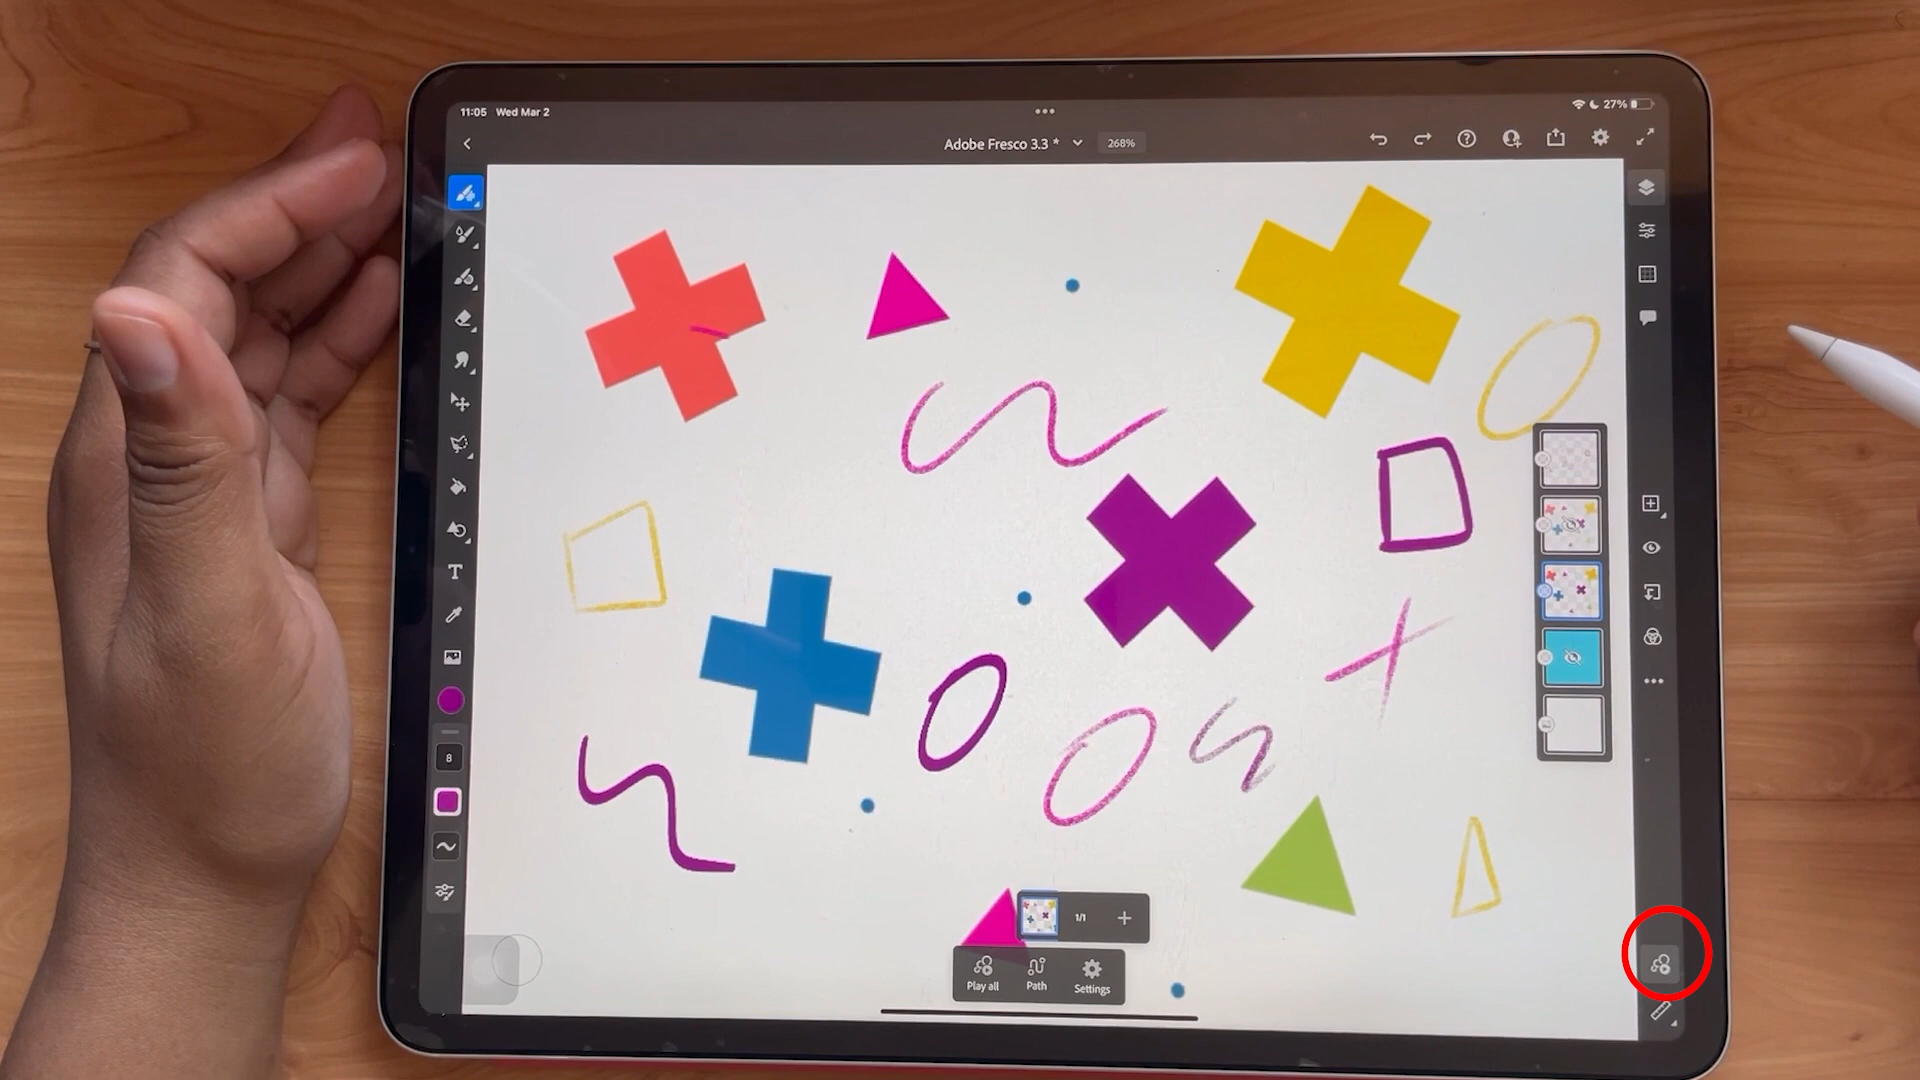 11:05 Wed Mar 2
27%
Adobe Fresco 3.3 *
268%
T
8
1/1
Play all
Path
Settings